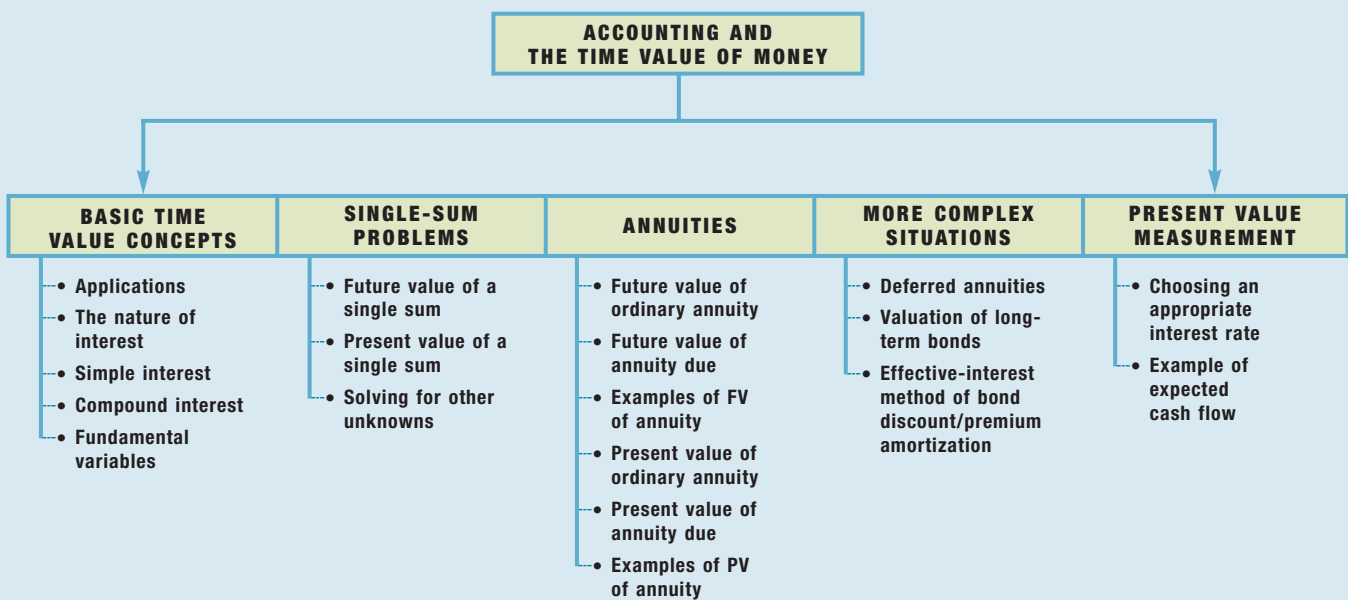 ACCOUNTING AND
THE TIME VALUE OF MONEY
BASIC TIME
VALUE CONCEPTS
• Applications
• The nature of
interest
• Simple interest
• Compound interest
• Fundamental
variables
SINGLE-SUM
PROBLEMS
• Future value of a
single sum
• Present value of a
single sum
• Solving for other
unknowns
ANNUITIES
• Future value of
ordinary annuity
• Future value of
annuity due
• Examples of FV
of annuity
• Present value of
ordinary annuity
• Present value of
annuity due
• Examples of PV
of annuity
MORE COMPLEX
SITUATIONS
• Deferred annuities
• Valuation of long-
term bonds
• Effective-interest
method of bond
discount/premium
amortization
PRESENT VALUE
MEASUREMENT
• Choosing an
appropriate
interest rate
• Example of
expected
cash flow